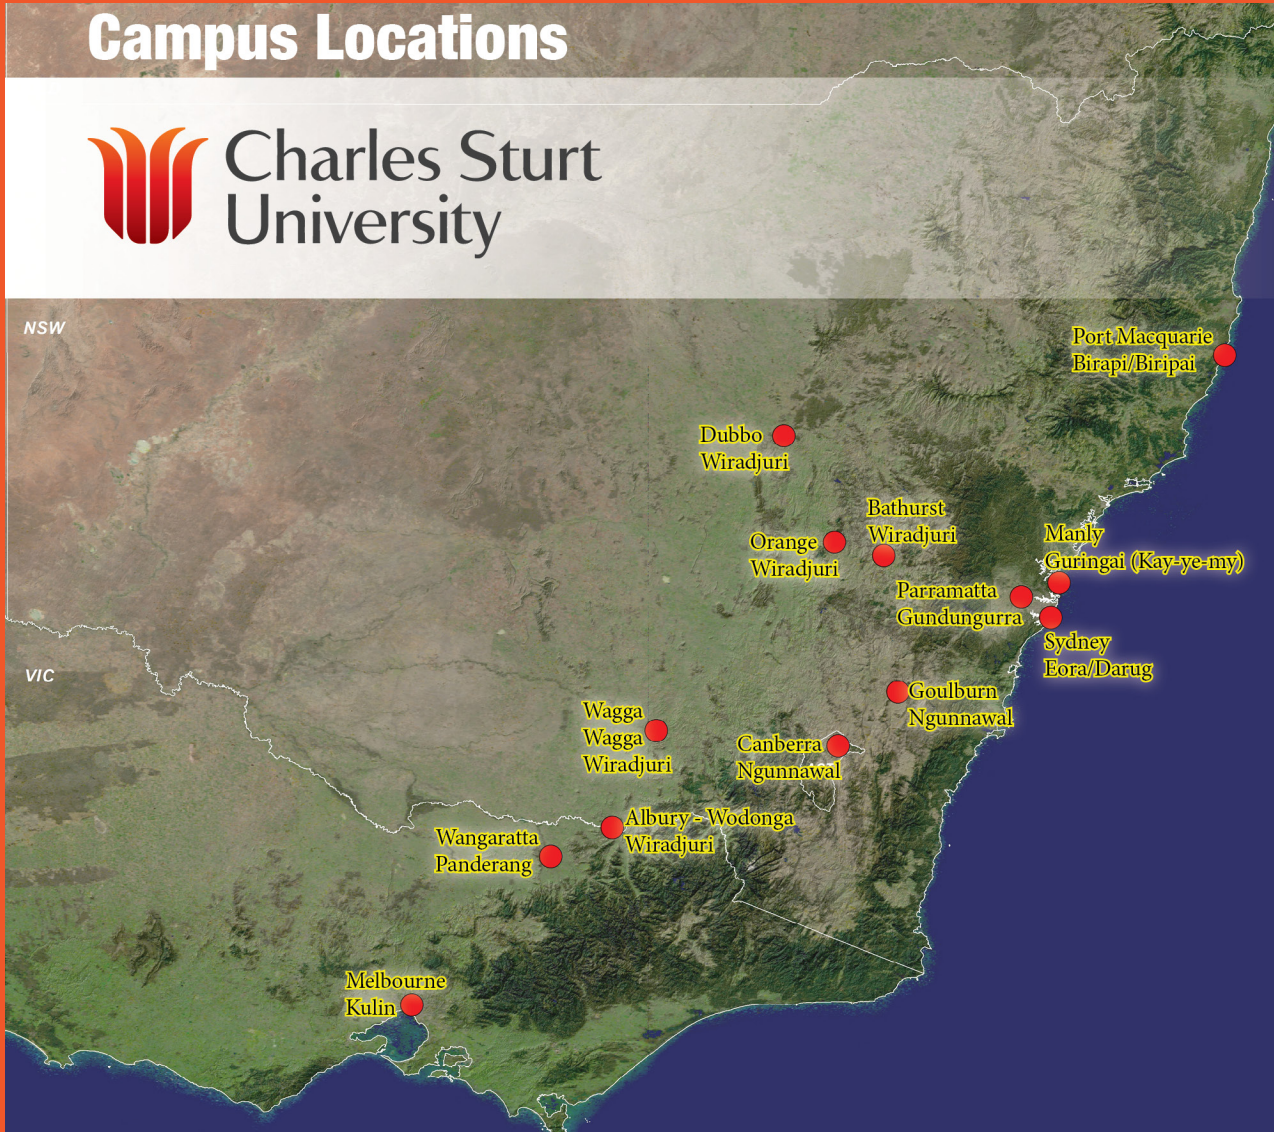 Campus Locations
Charles Sturt
University
NSW
Port Macquarie
Birapi/Biripai
Dubbo
Wiradjuri
Bathurst
Wiradjuri
Orange
Wiradjuri
Manly
Guringai (Kay-ye-my)
Parramatta
Gundungurra
Sydney
Eora/Darug
VIC
Goulburn
Ngunnawal
Wagga
Wagga
Wiradjuri
Canberra
Ngunnawal
Albury - Wodonga
Wiradjuri
Wangaratta
Panderang
Melbourne
Kulin